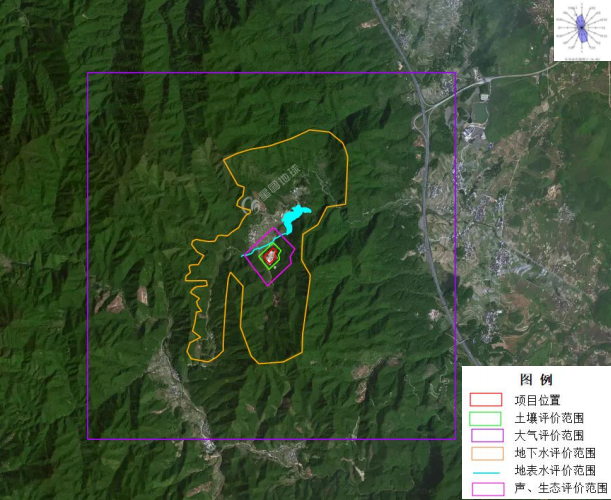 图 例
项目位置
土壤评价范围
大气评价范围
地下水评价范围
地表水评价范围
声、生态评价范围